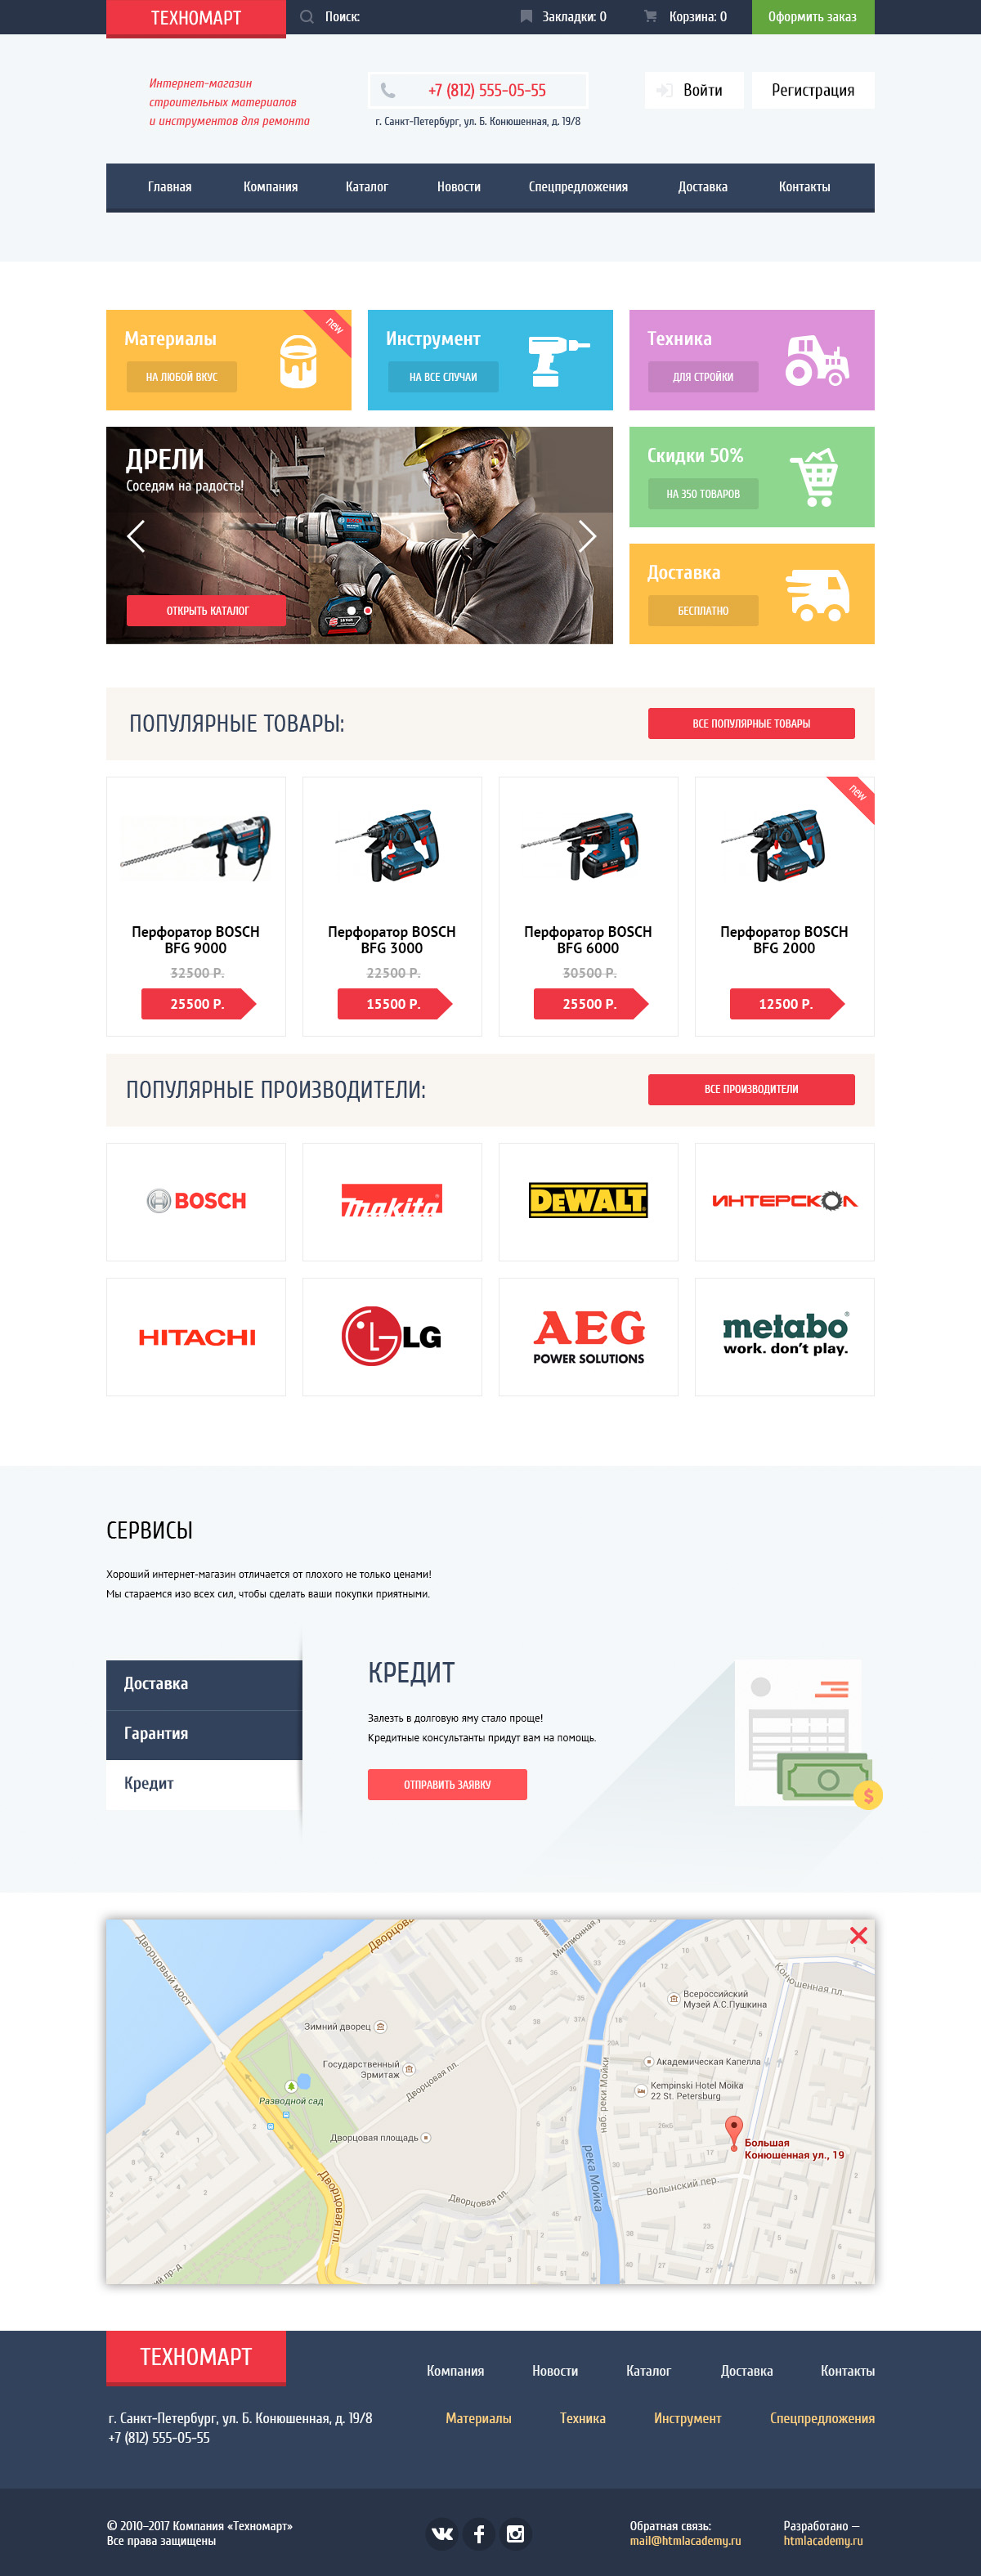 ТЕХНОМАРТ
Поиск:
Закладки: 0
Корзина: 0
Оформить заказ
Интернет-магазин
строительных материалов
и инструментов для ремонта
+7 (812) 555-05-55
г. Санкт-Петербург, ул. Б. Конюшенная, д. 19/8
Войти
Регистрация
Главная
Компания
Каталог
Новости
Спецпредложения
Доставка
Контакты
Материалы
НА ЛЮБОЙ ВКУС
new
Инструмент
НА ВСЕ СЛУЧАИ
Техника
ДЛЯ СТРОЙКИ
ДРЕЛИ
Соседям на радость!
ОТКРЫТЬ КАТАЛОГ
Скидки 50%
НА 350 ТОВАРОВ
Доставка
БЕСПЛАТНО
ПОПУЛЯРНЫЕ ТОВАРЫ:
ВСЕ ПОПУЛЯРНЫЕ ТОВАРЫ
Перфоратор BOSCH
BFG 9000
32500 Р.
25500 Р.
Перфоратор BOSCH
BFG 3000
22500 Р.
15500 Р.
Перфоратор BOSCH
BFG 6000
30500 Р.
25500 Р.
new
Перфоратор BOSCH
BFG 2000
12500 Р.
ПОПУЛЯРНЫЕ ПРОИЗВОДИТЕЛИ:
ВСЕ ПРОИЗВОДИТЕЛИ
BOSCH
makita
DEWALT
ИНТЕРСКОЛ
HITACHI
LG
AEG
POWER SOLUTIONS
metabo
work. don't play.
СЕРВИСЫ
Хороший интернет-магазин отличается от плохого не только ценами!
Мы стараемся изо всех сил, чтобы сделать ваши покупки приятными.
Доставка
Гарантия
Кредит
КРЕДИТ
Залезть в долговую яму стало проще!
Кредитные консультанты придут вам на помощь.
ОТПРАВИТЬ ЗАЯВКУ
$
Дворцовый мост
Дворцова
Миллионная
Конюшенная пл.
Всероссийский
Музей А.С.Пушкина
Зимний дворец
Государственный
Эрмитаж
Дворцовая пл.
Академическая Капелла
Kempinski Hotel Moika
22 St. Petersburg
Разводной сад
наб. реки Мойки
Дворцовая площадь
Большая
Конюшенная ул., 19
река Мойка
Волынский пер.
Дворцовая пл.
Дворцовая пл.
ТЕХНОМАРТ
Компания
Новости
Каталог
Доставка
Контакты
г. Санкт-Петербург, ул. Б. Конюшенная, д. 19/8
+7 (812) 555-05-55
Материалы
Техника
Инструмент
Спецпредложения
© 2010–2017 Компания «Техномарт»
Все права защищены
Обратная связь:
mail@htmlacademy.ru
Разработано —
htmlacademy.ru